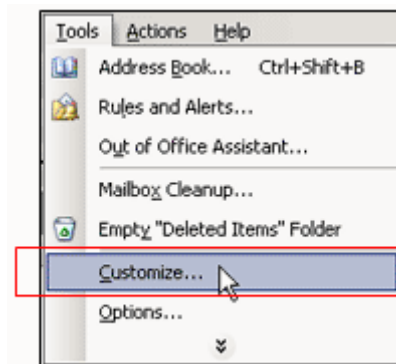 Tools Actions Help
Address Book... Ctrl+Shift+B
Rules and Alerts...
Out of Office Assistant...
Mailbox Cleanup...
Empty "Deleted Items" Folder
Customize...
Options...